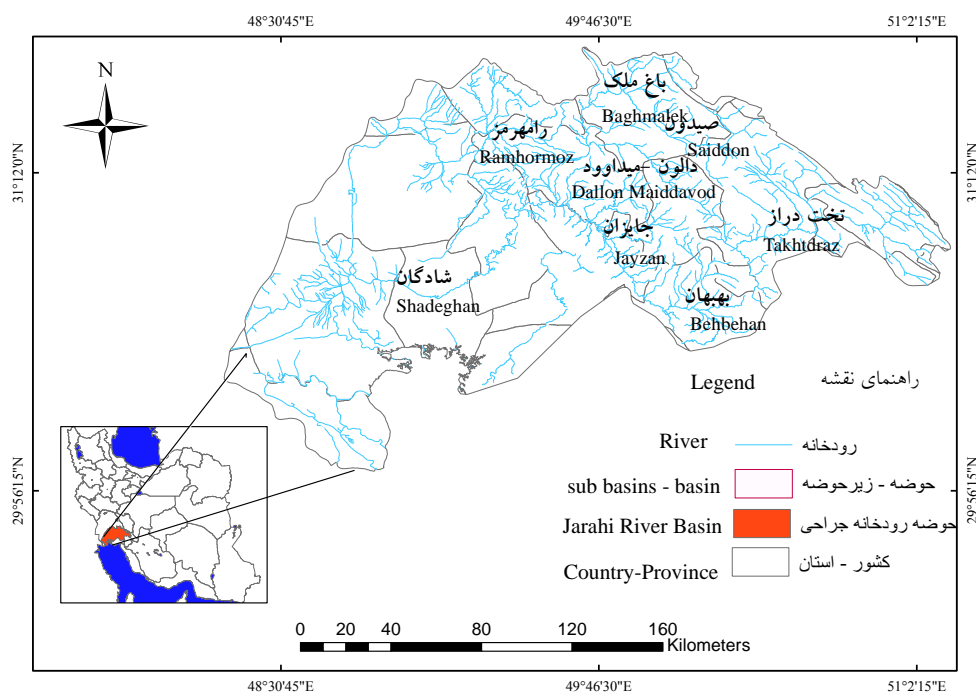 48°30'45"E 49°46'30"E 51°2'15"E
N
31°12'0"N
31°12'0"N
باغ ملک
Baghmalek
صیدون
Saiddon
رامهرمز
Ramhormoz
دالون –میداوود
Dallon Maiddavod
تخت دراز
Takhtdraz
جایزان
Jayzan
شادگان
Shadeghan
بهبهان
Behbehan
Legend راهنمای نقشه
River رودخانه
sub basins - basin حوضه - زیرحوضه
Jarahi River Basin حوضه رودخانه جراحی
Country-Province کشور - استان
29°56'15"N
29°56'15"N
0 20 40 80 120 160
Kilometers
48°30'45"E 49°46'30"E 51°2'15"E